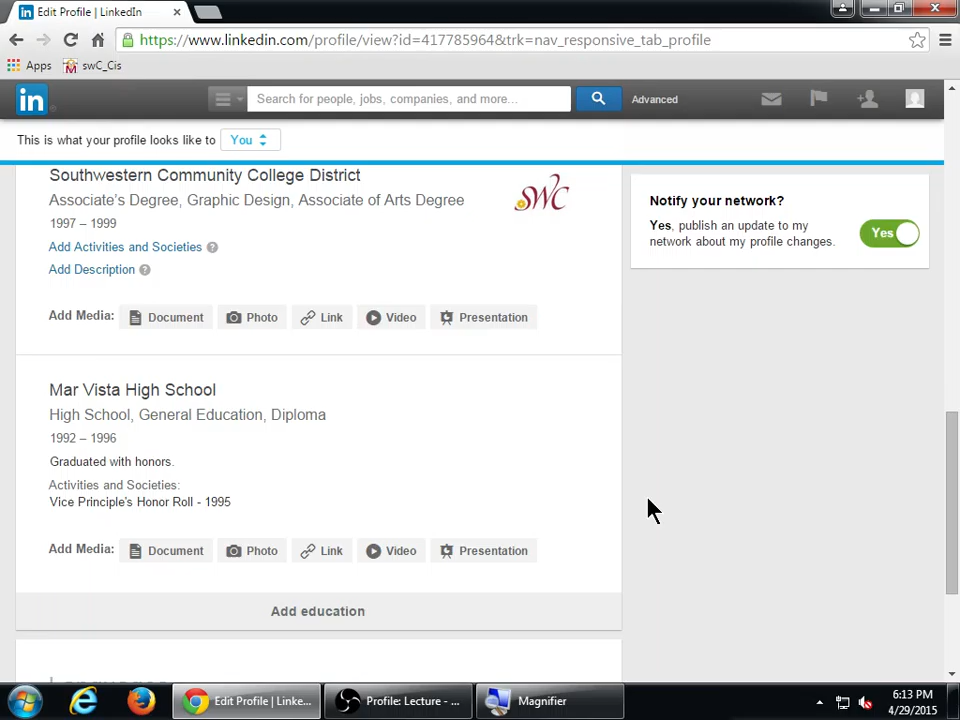 Edit Profile | LinkedIn
https://www.linkedin.com/profile/view?id=417785964&trk=nav_responsive_tab_profile
Apps swC_Cis
in Search for people, jobs, companies, and more... Advanced
This is what your profile looks like to You
Southwestern Community College District
Associate's Degree, Graphic Design, Associate of Arts Degree
1997 – 1999
Add Activities and Societies ?
Add Description ?
SWC
Add Media: Document Photo Link Video Presentation
Notify your network?
Yes, publish an update to my
network about my profile changes.
Yes
Mar Vista High School
High School, General Education, Diploma
1992 – 1996
Graduated with honors.
Activities and Societies:
Vice Principle's Honor Roll - 1995
Add Media: Document Photo Link Video Presentation
Add education
Edit Profile | Linke...
Profile: Lecture - ...
Magnifier
6:13 PM
4/29/2015